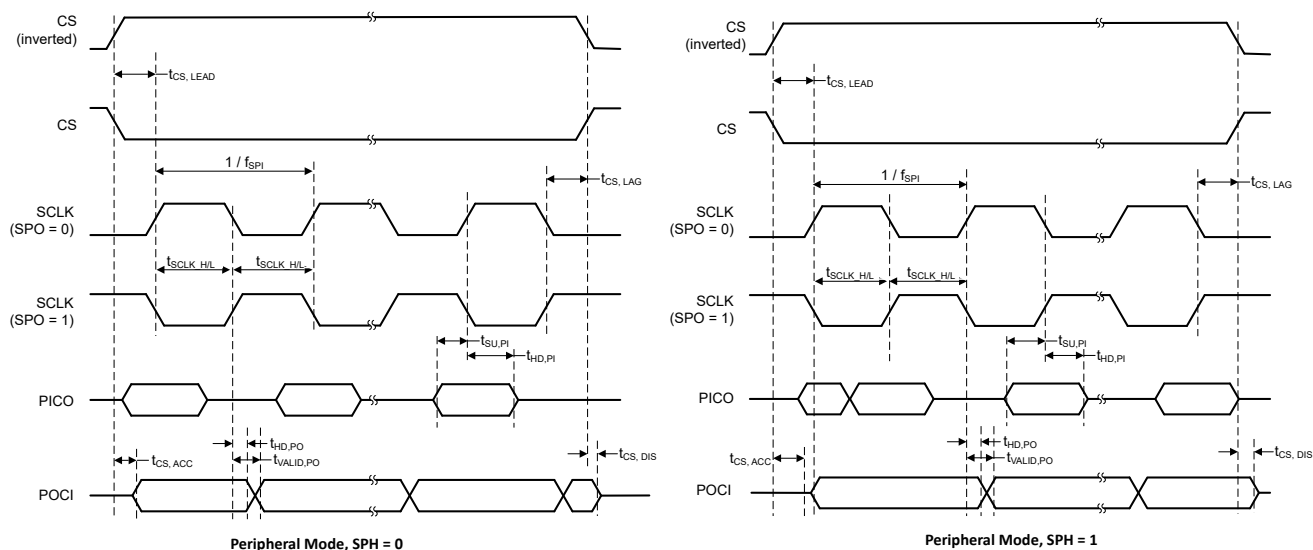 CS
(inverted)
tCS, LEAD
CS
1 / fSPI
tCS, LAG
SCLK
(SPO = 0)
tSCLK_H/L
tSCLK_H/L
SCLK
(SPO = 1)
tSU,PI
tHD,PI
PICO
tHD,PO
tVALID,PO
tCS, ACC
tCS, DIS
POCI
Peripheral Mode, SPH = 0
CS
(inverted)
tCS, LEAD
CS
1 / fSPI
tCS, LAG
SCLK
(SPO = 0)
tSCLK_H/L
tSCLK_H/L
SCLK
(SPO = 1)
tSU,PI
tHD,PI
PICO
tHD,PO
tVALID,PO
tCS, ACC
tCS, DIS
POCI
Peripheral Mode, SPH = 1